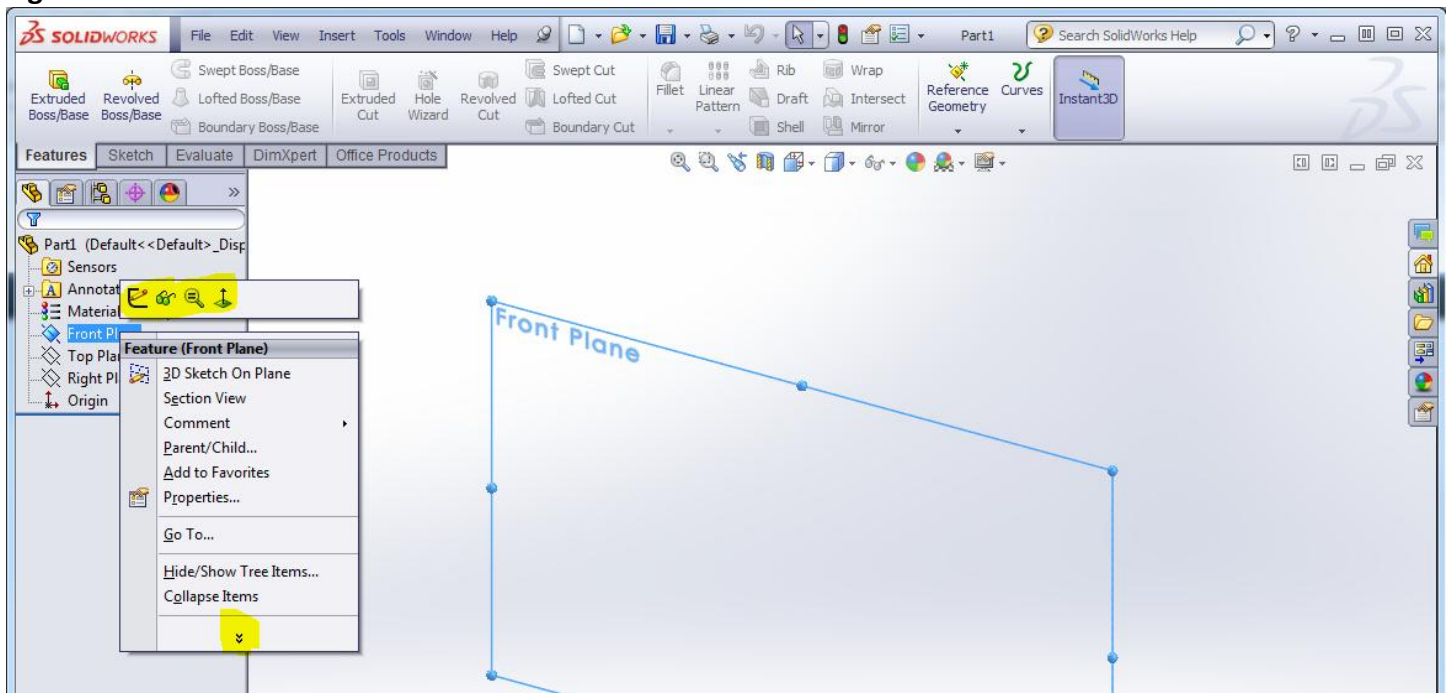 SOLIDWORKS File Edit View Insert Tools Window Help Part1 Search SolidWorks Help
Extruded Boss/Base
Revolved Boss/Base
Swept Boss/Base
Lofted Boss/Base
Boundary Boss/Base
Extruded Cut
Hole Wizard
Revolved Cut
Swept Cut
Lofted Cut
Boundary Cut
Fillet
Linear Pattern
Rib
Draft
Shell
Wrap
Intersect
Mirror
Reference Geometry
Curves
Instant3D
Features Sketch Evaluate DimXpert Office Products
Part1 (Default<<Default>_Disp
Sensors
Annotat
Material
Front Pl
Top Pla
Right Pl
Origin
Feature (Front Plane)
3D Sketch On Plane
Section View
Comment
Parent/Child...
Add to Favorites
Properties...
Go To...
Hide/Show Tree Items...
Collapse Items
Front Plane